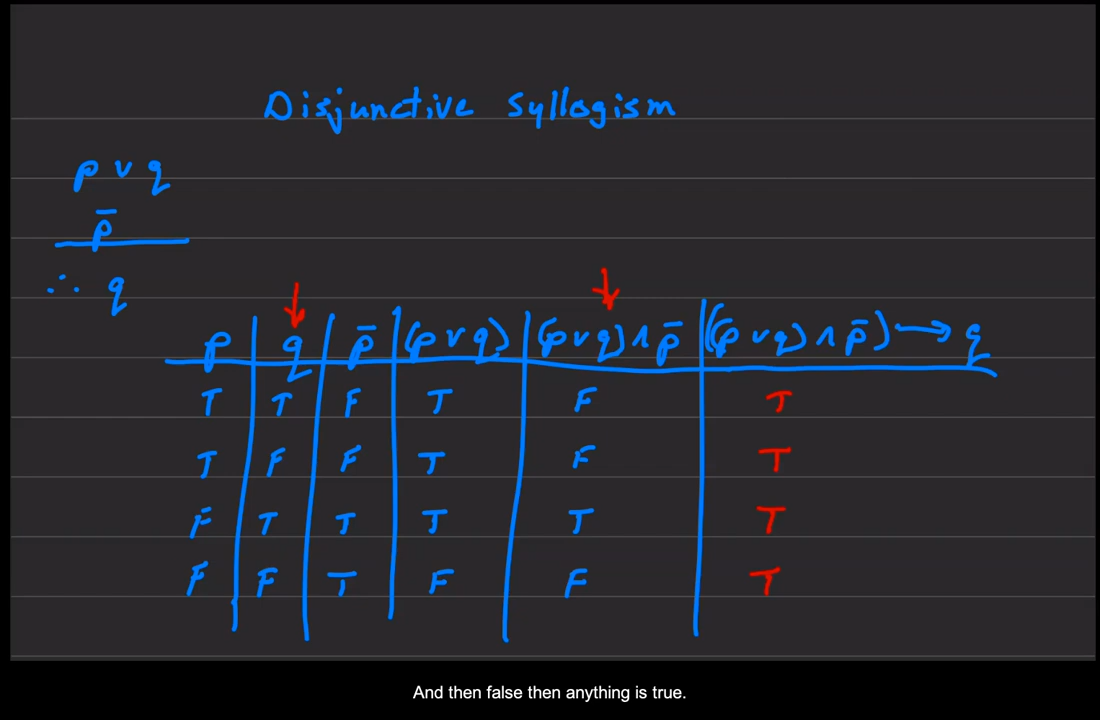 Disjunctive Syllogism
p ∨ q
p̅
∴ q
p | q | p̅ | (p ∨ q) | (p ∨ q) ∧ p̅ | ((p ∨ q) ∧ p̅) → q
T | T | F | T | F | T
T | F | F | T | F | T
F | T | T | T | T | T
F | F | T | F | F | T
And then false then anything is true.